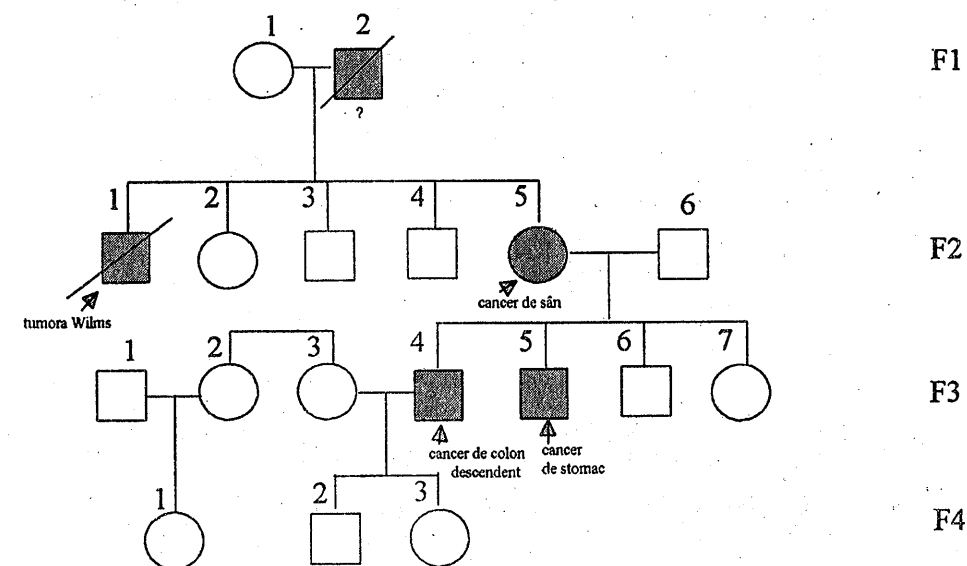 1 2 F1
?
1 2 3 4 5 6
F2
cancer de sân
tumora Wilms
1 2 3 4 5 6 7
F3
cancer de colon
descendent
cancer
de stomac
1 2 3
F4